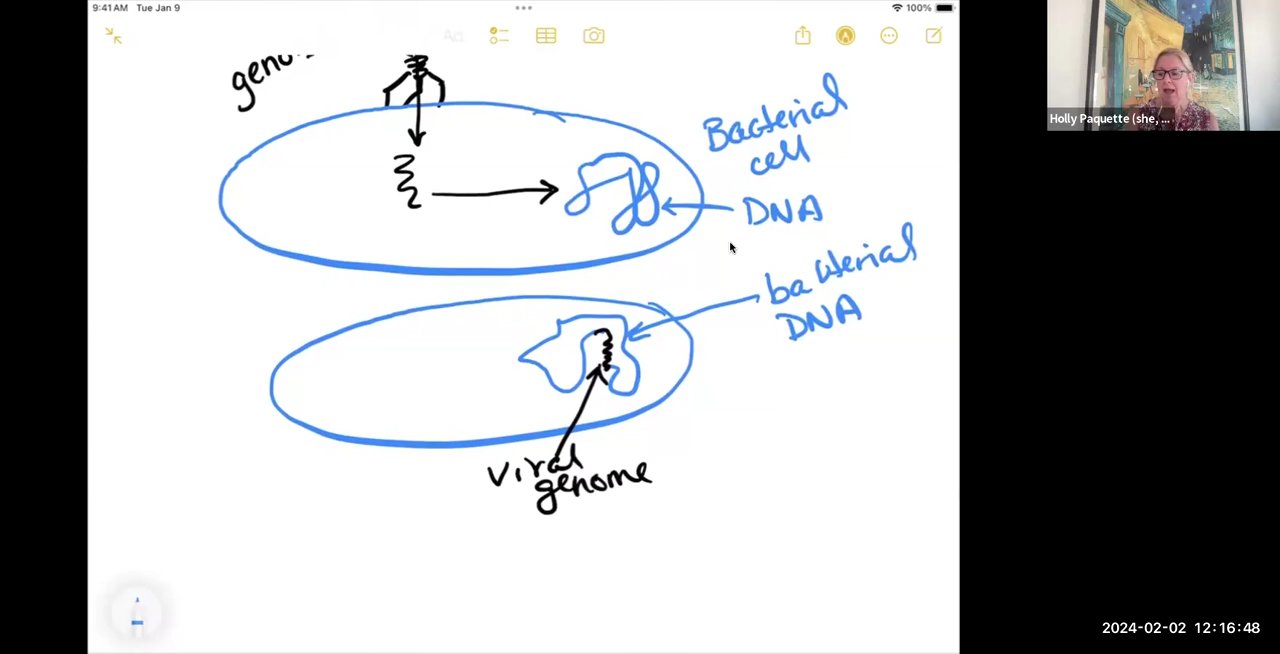 9:41 AM Tue Jan 9
100%
Aa
Bacterial
cell
DNA
bacterial
DNA
viral
genome
Holly Paquette (she, ...
2024-02-02 12:16:48